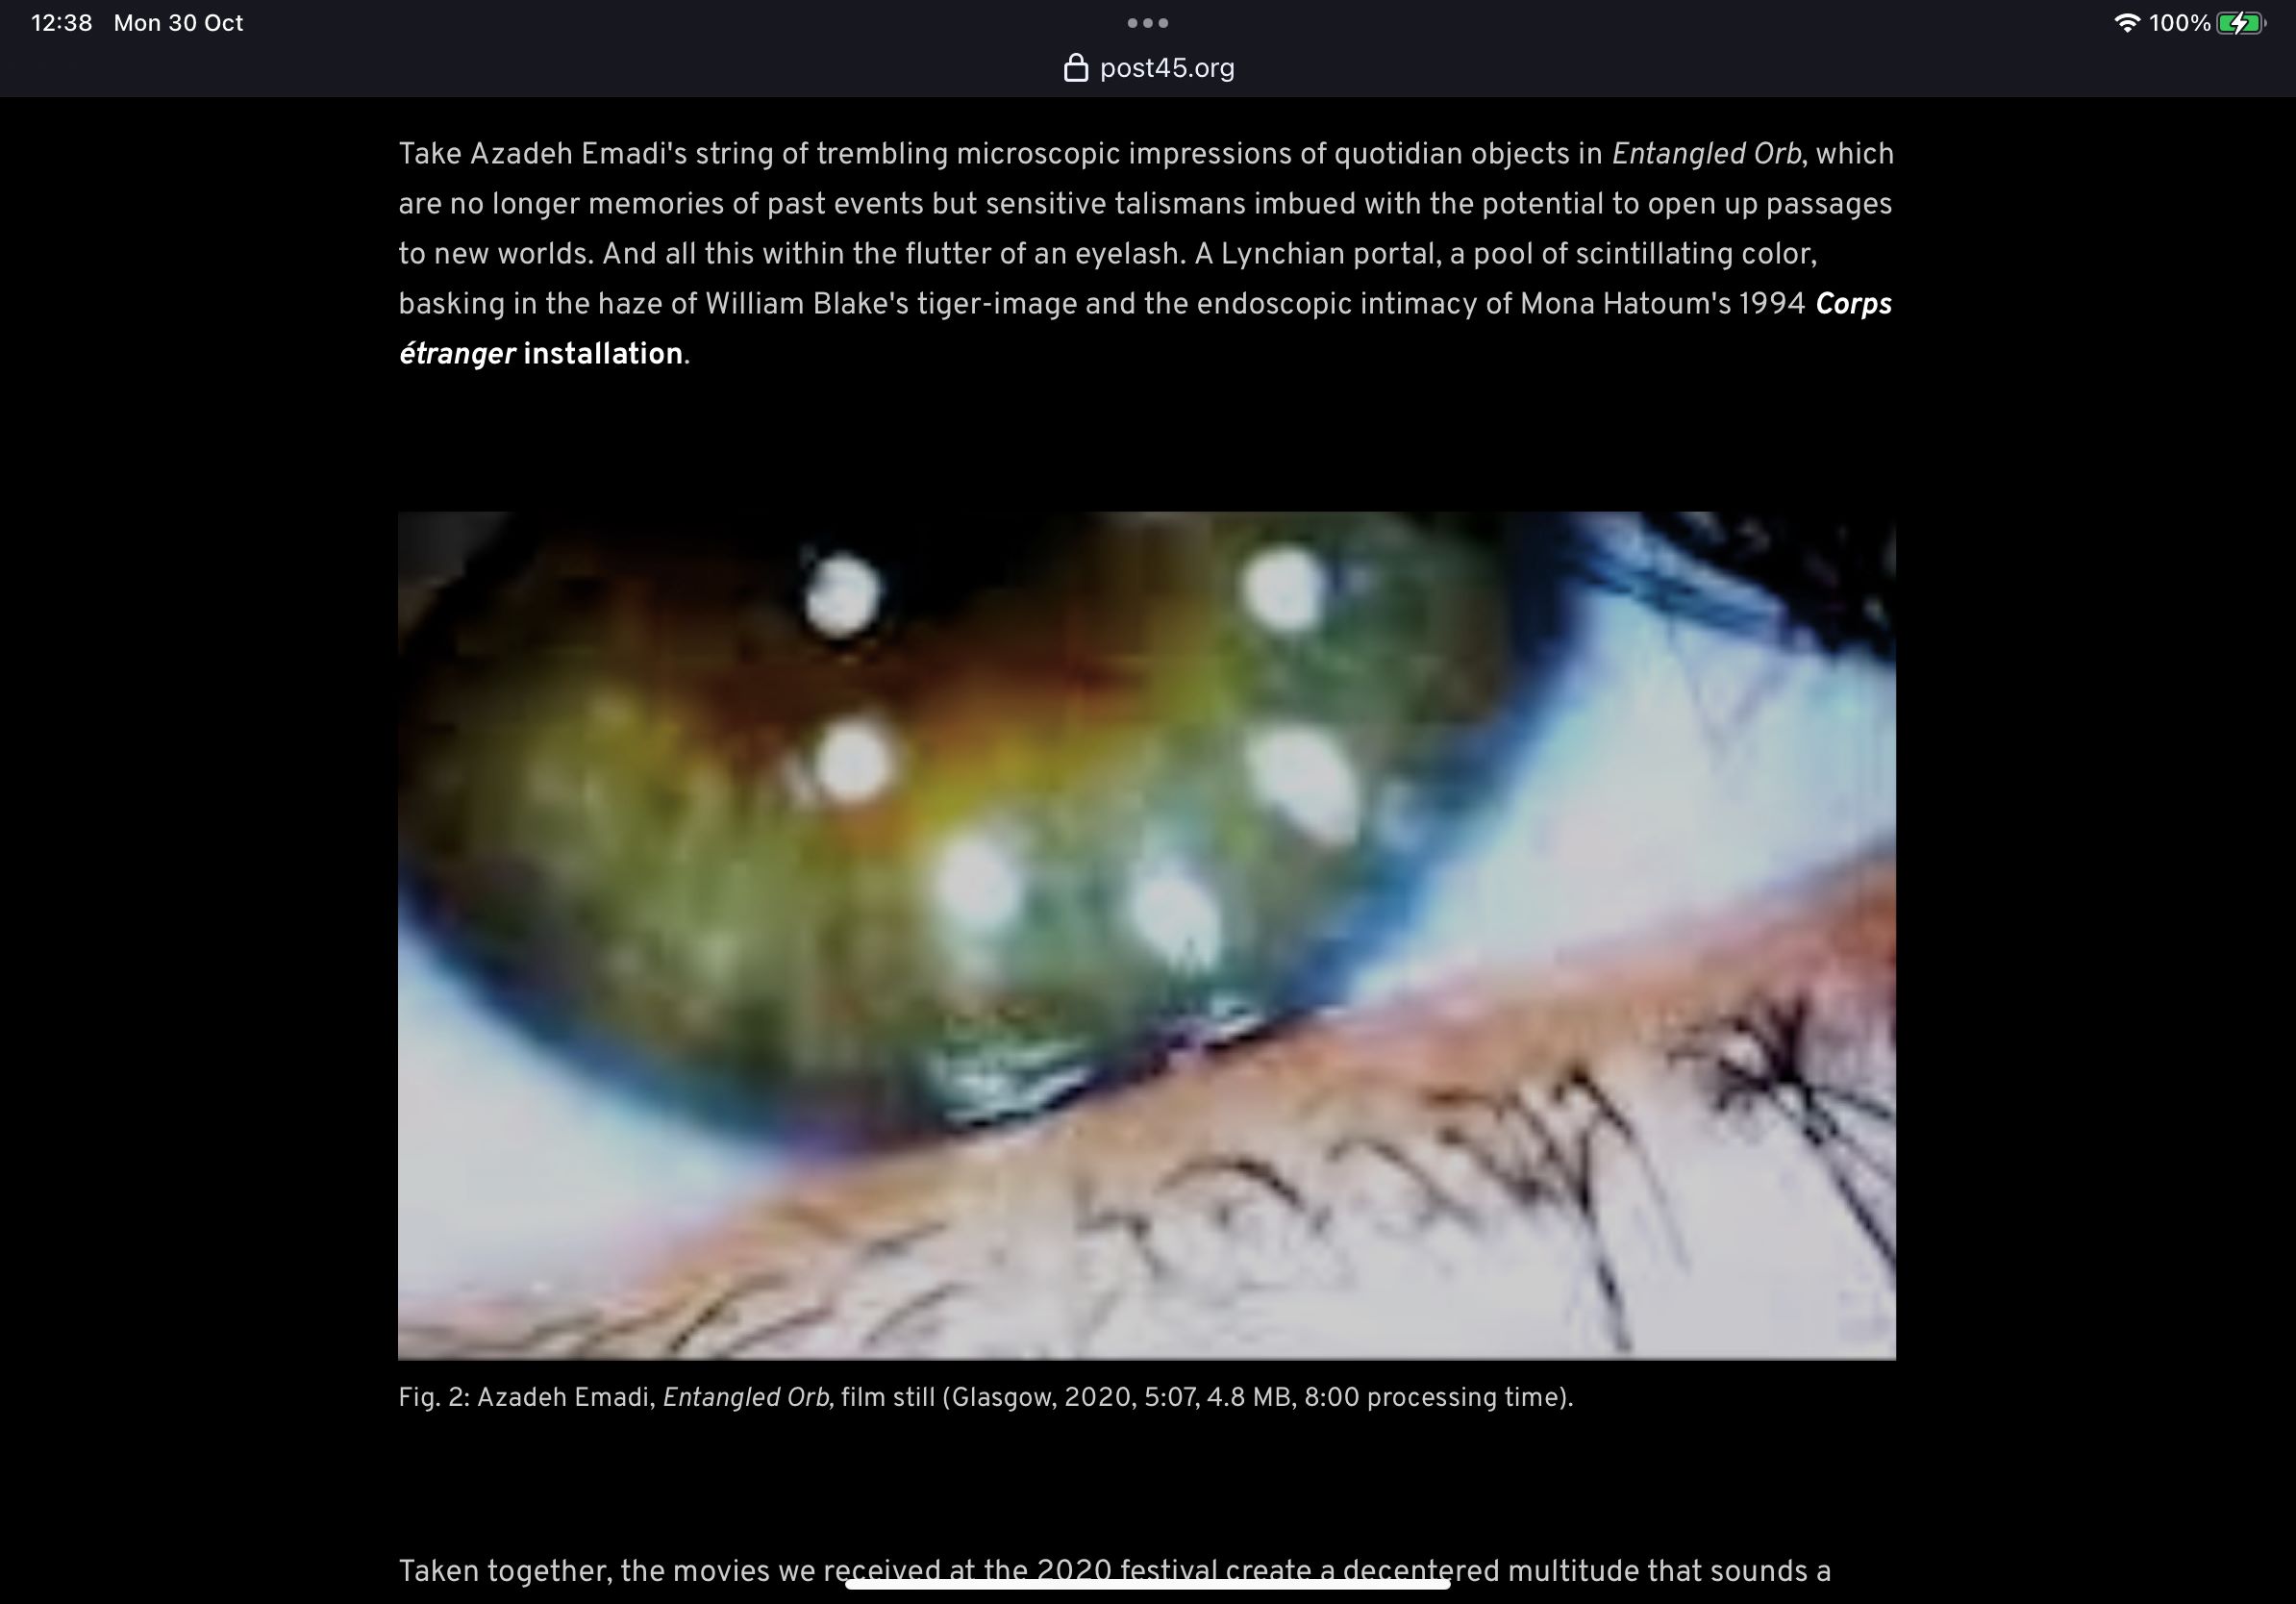 12:38 Mon 30 Oct
100%
post45.org
Take Azadeh Emadi's string of trembling microscopic impressions of quotidian objects in Entangled Orb, which
are no longer memories of past events but sensitive talismans imbued with the potential to open up passages
to new worlds. And all this within the flutter of an eyelash. A Lynchian portal, a pool of scintillating color,
basking in the haze of William Blake's tiger-image and the endoscopic intimacy of Mona Hatoum's 1994 Corps
étranger installation.
Fig. 2: Azadeh Emadi, Entangled Orb, film still (Glasgow, 2020, 5:07, 4.8 MB, 8:00 processing time).
Taken together, the movies we received at the 2020 festival create a decentered multitude that sounds a